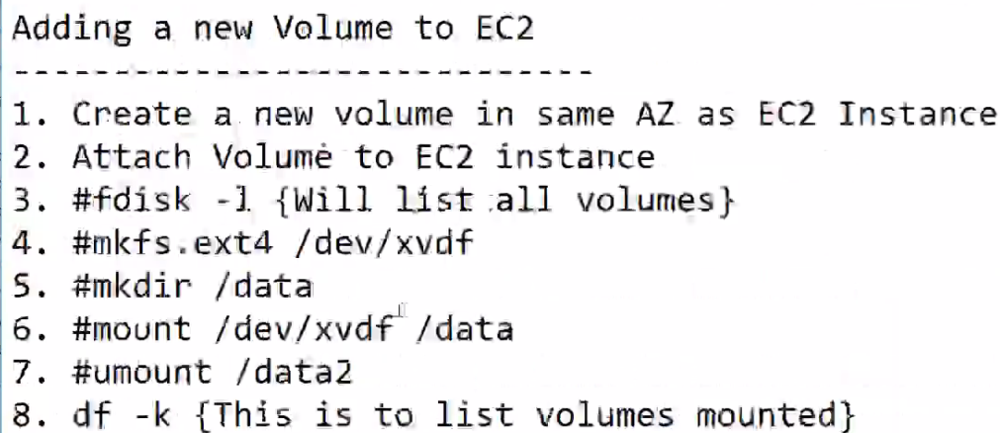 Adding a new Volume to EC2
-----------------------------
1. Create a new volume in same AZ as EC2 Instance
2. Attach Volume to EC2 instance
3. #fdisk -l {Will list all volumes}
4. #mkfs.ext4 /dev/xvdf
5. #mkdir /data
6. #mount /dev/xvdf /data
7. #umount /data2
8. df -k {This is to list volumes mounted}